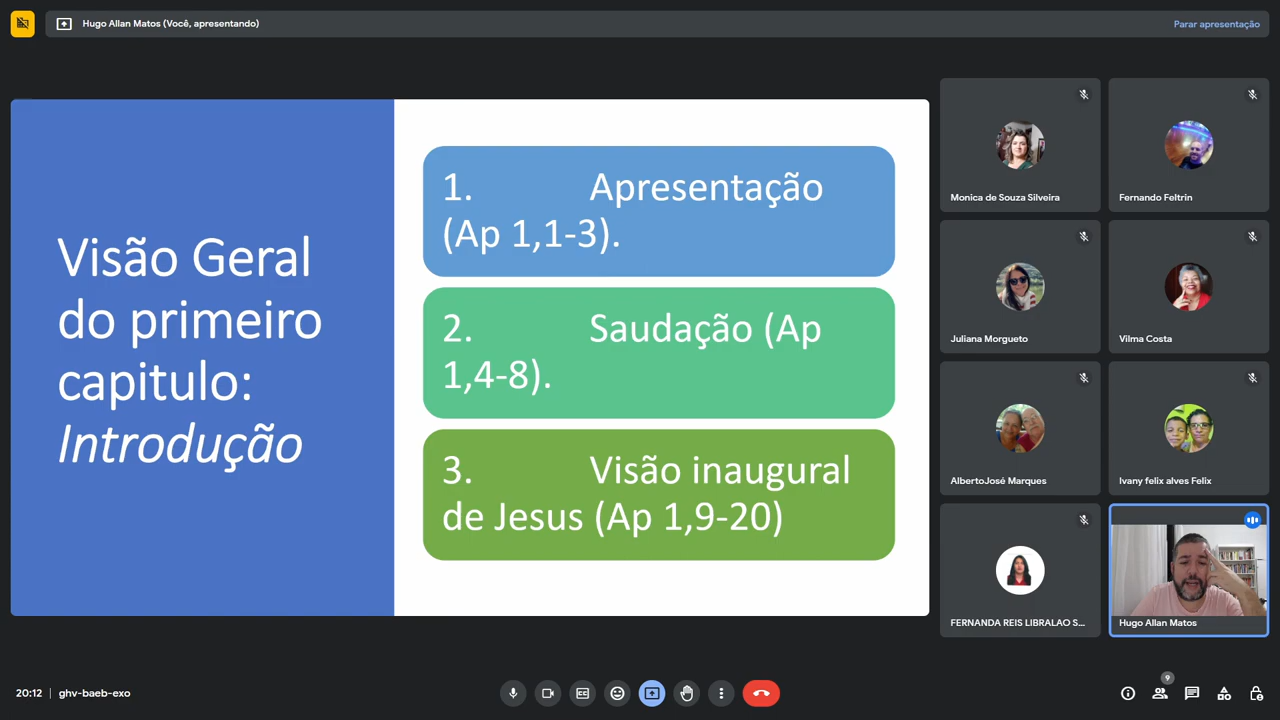 Hugo Allan Matos (Você, apresentando)
Parar apresentação
Visão Geral
do primeiro
capitulo:
Introdução
1. Apresentação
(Ap 1,1-3).
2. Saudação (Ap
1,4-8).
3. Visão inaugural
de Jesus (Ap 1,9-20)
Monica de Souza Silveira
Fernando Feltrin
Juliana Morgueto
Vilma Costa
AlbertoJosé Marques
Ivany felix alves Felix
FERNANDA REIS LIBRALAO S...
Hugo Allan Matos
20:12 | ghv-baeb-exo
CC
9